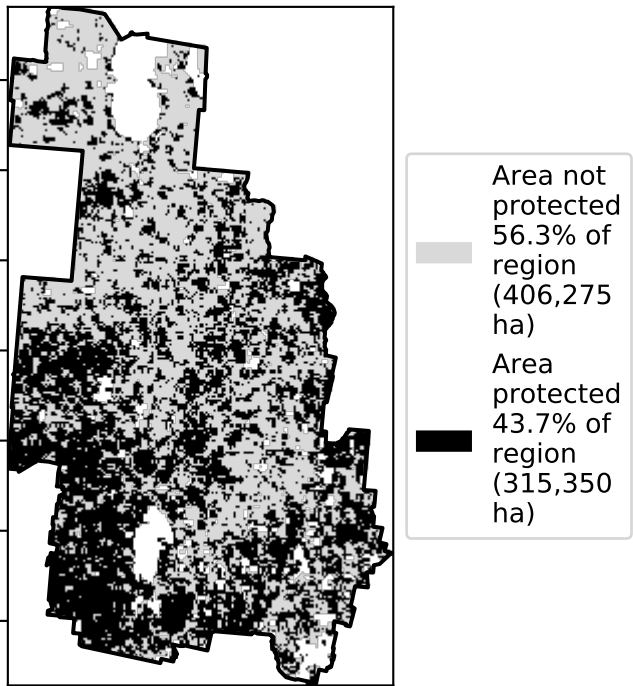 Area not
protected
56.3% of
region
(406,275
ha)
Area
protected
43.7% of
region
(315,350
ha)